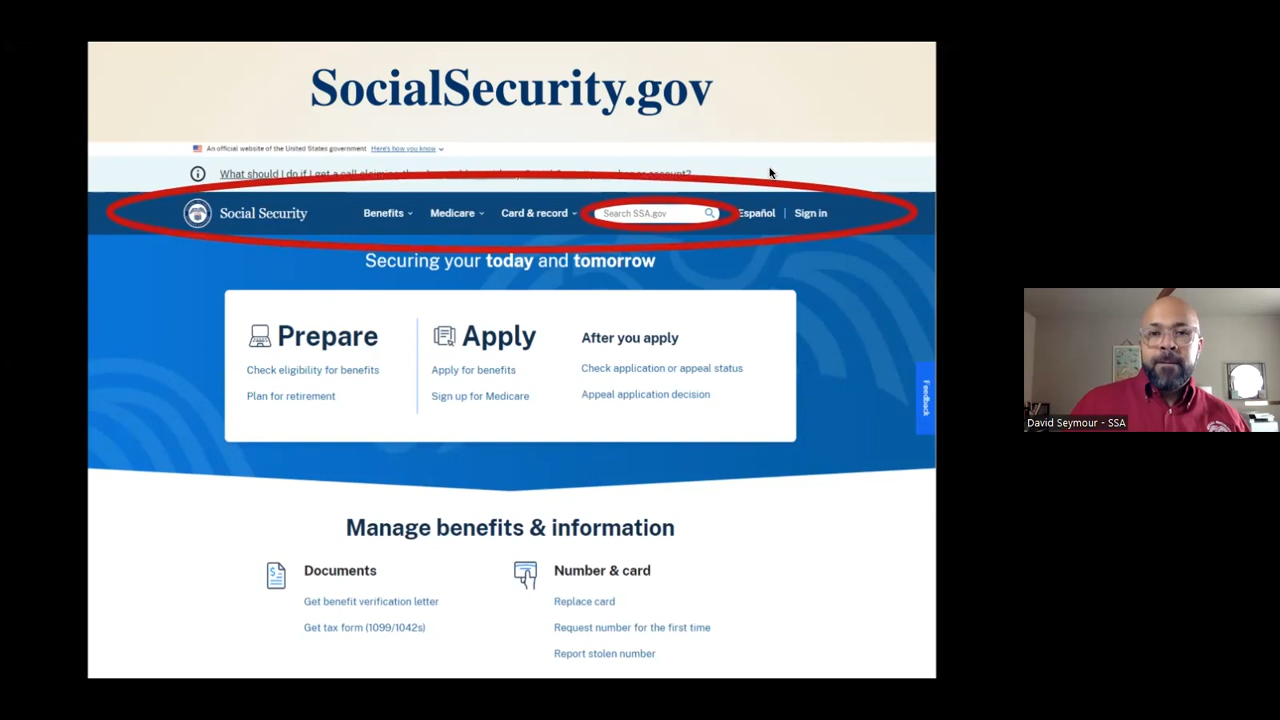 SocialSecurity.gov
An official website of the United States government Here's how you know
What should I do if I get a call claiming
Social Security Benefits Medicare Card & record Search SSA.gov Español Sign in
Securing your today and tomorrow
Prepare
Check eligibility for benefits
Plan for retirement
Apply
Apply for benefits
Sign up for Medicare
After you apply
Check application or appeal status
Appeal application decision
Feedback
Manage benefits & information
Documents
Get benefit verification letter
Get tax form (1099/1042s)
Number & card
Replace card
Request number for the first time
Report stolen number
David Seymour - SSA